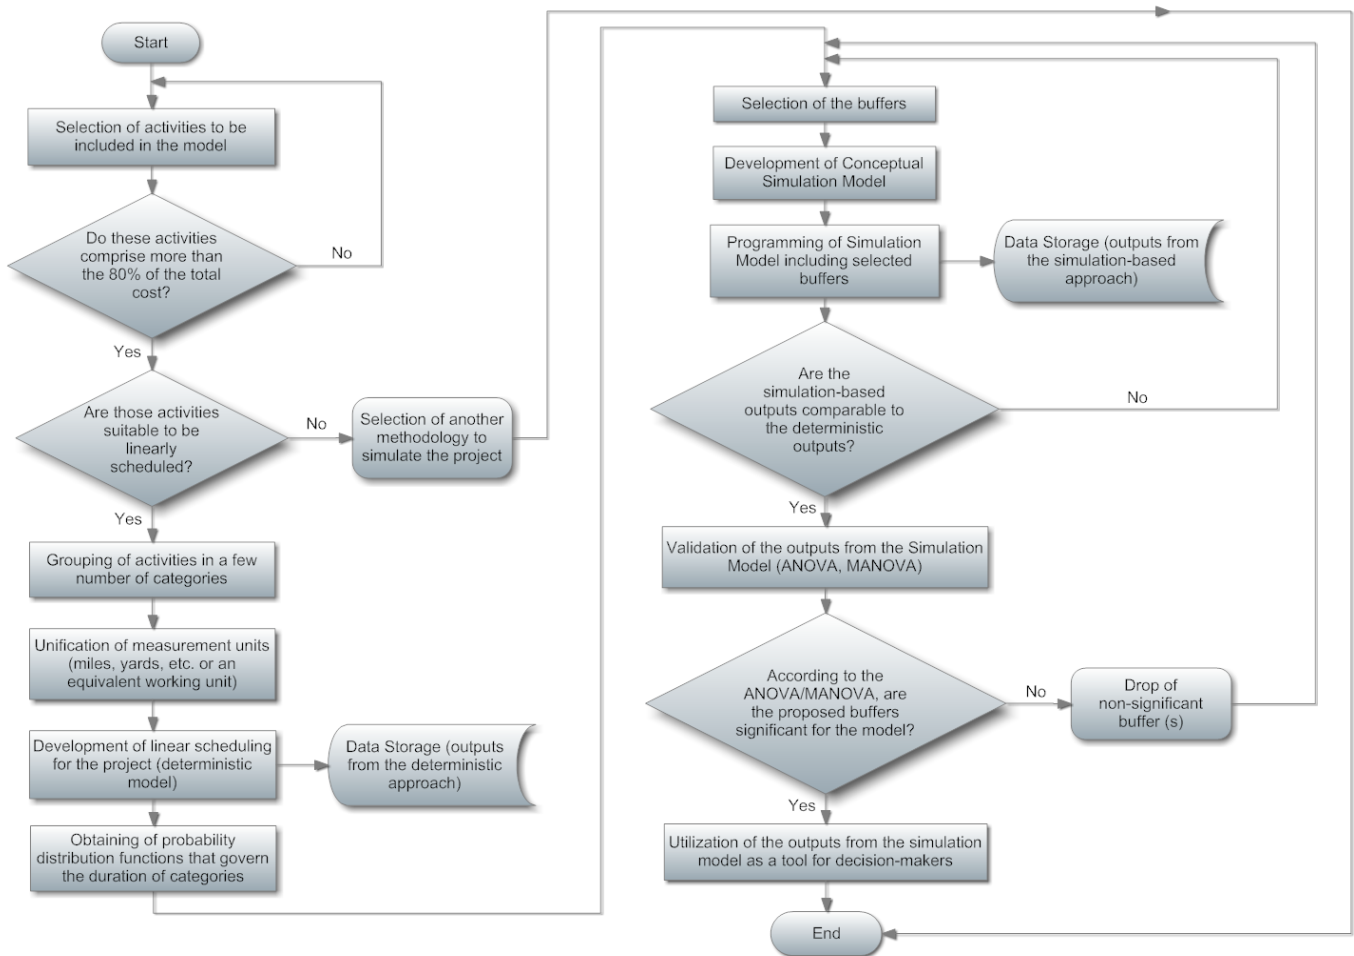 Start
Selection of activities to be
included in the model
Do these activities
comprise more than
the 80% of the total
cost?
No
Yes
Are those activities
suitable to be
linearly
scheduled?
No
Selection of another
methodology to
simulate the project
Yes
Grouping of activities in a few
number of categories
Unification of measurement units
(miles, yards, etc. or an
equivalent working unit)
Development of linear scheduling
for the project (deterministic
model)
Data Storage (outputs
from the deterministic
approach)
Obtaining of probability
distribution functions that govern
the duration of categories
Selection of the buffers
Development of Conceptual
Simulation Model
Programming of Simulation
Model including selected
buffers
Data Storage (outputs from
the simulation-based
approach)
Are the
simulation-based
outputs comparable to
the deterministic
outputs?
No
Yes
Validation of the outputs from the Simulation
Model (ANOVA, MANOVA)
According to the
ANOVA/MANOVA, are
the proposed buffers
significant for the model?
No
Drop of
non-significant
buffer (s)
Yes
Utilization of the outputs from the simulation
model as a tool for decision-makers
End